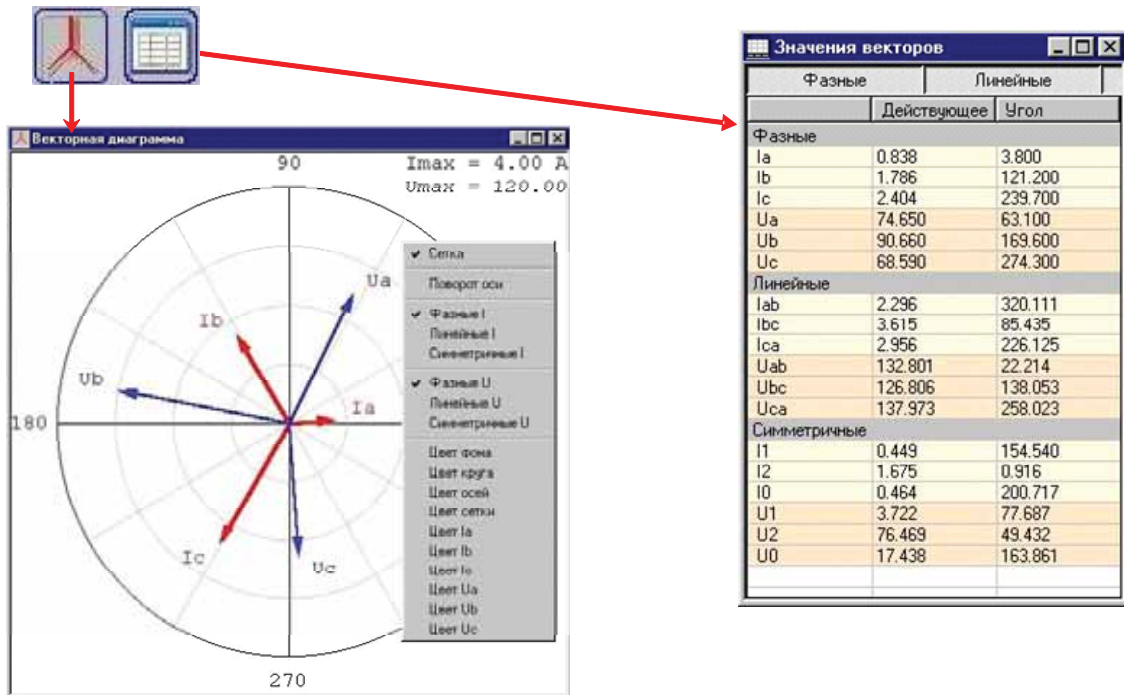 Векторная диаграмма
90
Imax = 4.00 A
Umax = 120.00
180
270
Ua
Ib
Ub
Ia
Ic
Uc
Сетка
Поворот оси
Фазные I
Линейные I
Симметричные I
Фазные U
Линейные U
Симметричные U
Цвет фона
Цвет круга
Цвет осей
Цвет сетки
Цвет Ia
Цвет Ib
Цвет Ic
Цвет Ua
Цвет Ub
Цвет Uc
Значения векторов
Фазные Линейные
Действующее Угол
Фазные
Ia 0.838 3.800
Ib 1.786 121.200
Ic 2.404 239.700
Ua 74.650 63.100
Ub 90.660 169.600
Uc 68.590 274.300
Линейные
Iab 2.296 320.111
Ibc 3.615 85.435
Ica 2.956 226.125
Uab 132.801 22.214
Ubc 126.806 138.053
Uca 137.973 258.023
Симметричные
I1 0.449 154.540
I2 1.675 0.916
I0 0.464 200.717
U1 3.722 77.687
U2 76.469 49.432
U0 17.438 163.861